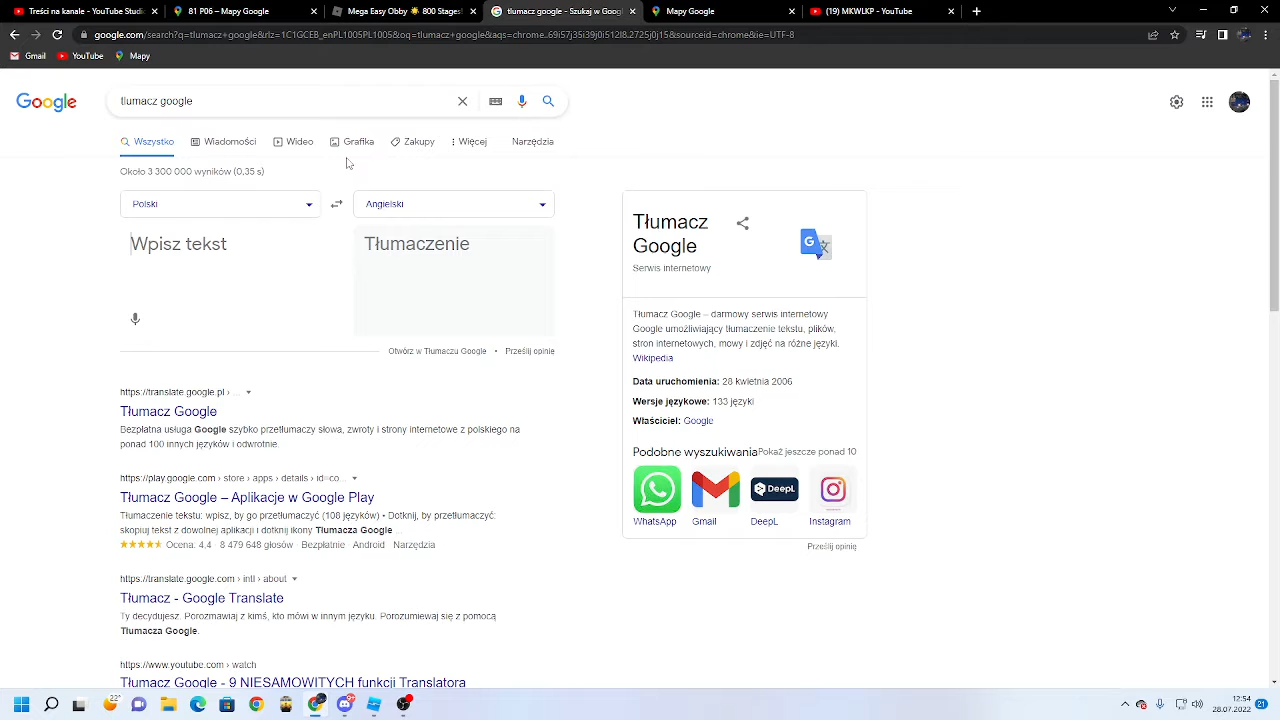 Treści na kanale - YouTube Studio
81 P06 – Mapy Google
Mega Easy Obby 800 Stage
tłumacz google - Szukaj w Goog
Mapy Google
(19) MKWLKP - YouTube
google.com/search?q=tlumacz+google&rlz=1C1GCEB_enPL1005PL1005&oq=tlumacz+google&aqs=chrome..69i57j35i39j0i512l8.2725j0j15&sourceid=chrome&ie=UTF-8
Gmail
YouTube
Mapy
Google
tlumacz google
Wszystko
Wiadomości
Wideo
Grafika
Zakupy
Więcej
Narzędzia
Około 3 300 000 wyników (0,35 s)
Polski
Angielski
Wpisz tekst
Tłumaczenie
Otwórz w Tłumaczu Google • Prześlij opinię
https://translate.google.pl › ...
Tłumacz Google
Bezpłatna usługa Google szybko przetłumaczy słowa, zwroty i strony internetowe z polskiego na
ponad 100 innych języków i odwrotnie.
https://play.google.com › store › apps › details › id=co...
Tłumacz Google – Aplikacje w Google Play
Tłumaczenie tekstu: wpisz, by go przetłumaczyć (108 języków) • Dotknij, by przetłumaczyć:
skopiuj tekst z dowolnej aplikacji i dotknij ikony Tłumacza Google ...
Ocena: 4,4 · 8 479 648 głosów · Bezpłatnie · Android · Narzędzia
https://translate.google.com › intl › about
Tłumacz - Google Translate
Ty decydujesz. Porozmawiaj z kimś, kto mówi w innym języku. Porozumiewaj się z pomocą
Tłumacza Google.
https://www.youtube.com › watch
Tłumacz Google - 9 NIESAMOWITYCH funkcji Translatora
Tłumacz
Google
Serwis internetowy
Tłumacz Google – darmowy serwis internetowy
Google umożliwiający tłumaczenie tekstu, plików,
stron internetowych, mowy i zdjęć na różne języki.
Wikipedia
Data uruchomienia: 28 kwietnia 2006
Wersje językowe: 133 języki
Właściciel: Google
Podobne wyszukiwania
Pokaż jeszcze ponad 10
DeepL
WhatsApp
Gmail
DeepL
Instagram
Prześlij opinię
22°
12:54
28.07.2022
21